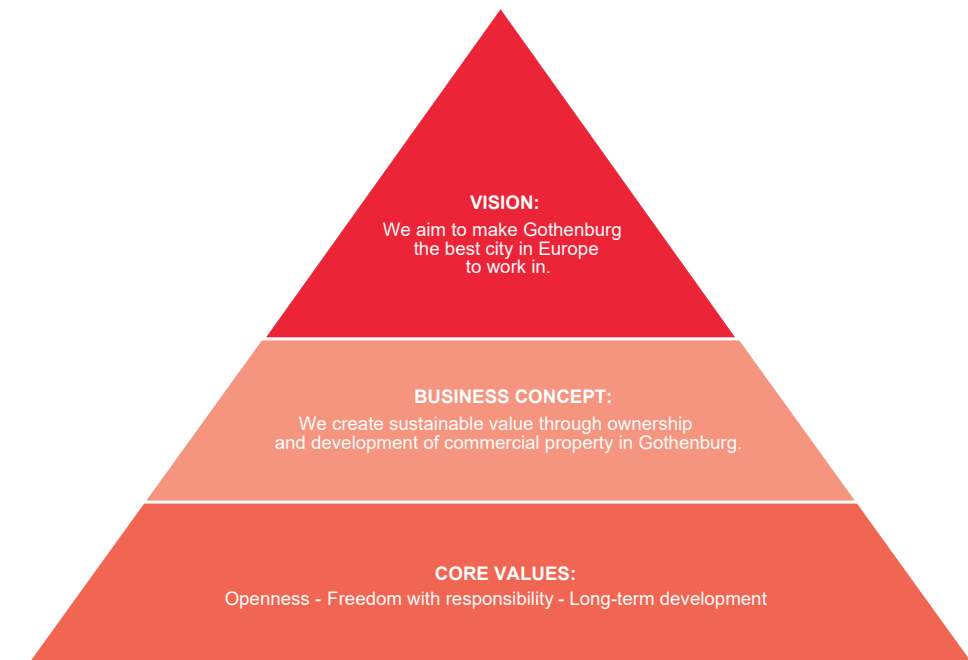 VISION:
We aim to make Gothenburg
the best city in Europe
to work in.
BUSINESS CONCEPT:
We create sustainable value through ownership
and development of commercial property in Gothenburg.
CORE VALUES:
Openness - Freedom with responsibility - Long-term development